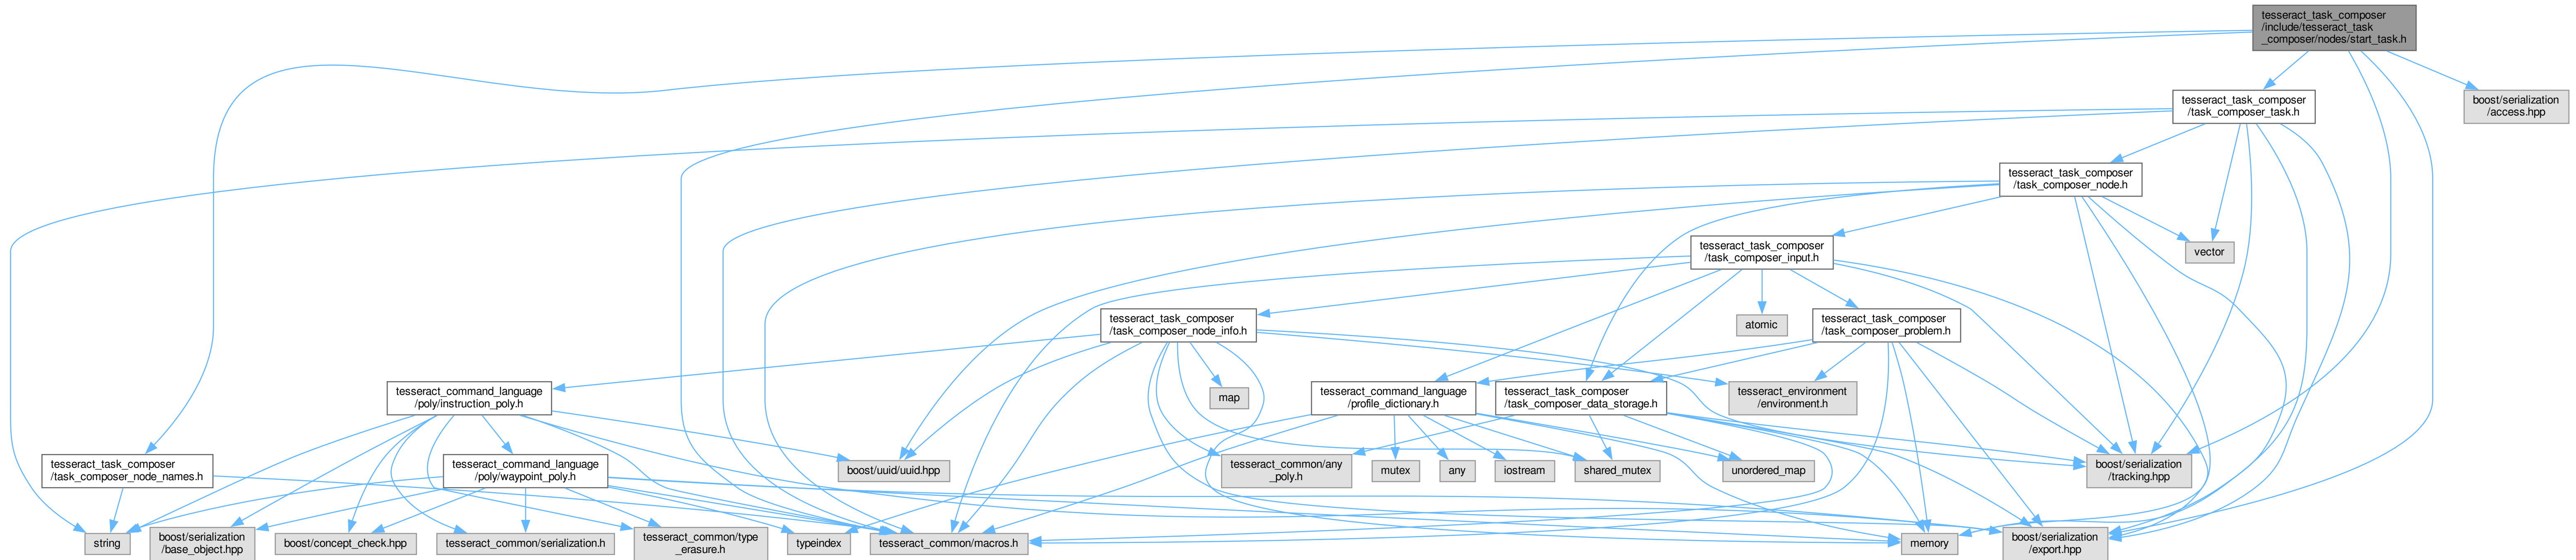 tesseract_task_composer
/include/tesseract_task
_composer/nodes/start_task.h
tesseract_task_composer
/task_composer_task.h
boost/serialization
/access.hpp
tesseract_task_composer
/task_composer_node.h
tesseract_task_composer
/task_composer_input.h
vector
tesseract_task_composer
/task_composer_node_info.h
atomic
tesseract_task_composer
/task_composer_problem.h
tesseract_command_language
/poly/instruction_poly.h
map
tesseract_command_language
/profile_dictionary.h
tesseract_task_composer
/task_composer_data_storage.h
tesseract_environment
/environment.h
tesseract_task_composer
/task_composer_node_names.h
tesseract_command_language
/poly/waypoint_poly.h
boost/uuid/uuid.hpp
tesseract_common/any
_poly.h
mutex
any
iostream
shared_mutex
unordered_map
boost/serialization
/tracking.hpp
string
boost/serialization
/base_object.hpp
boost/concept_check.hpp
tesseract_common/serialization.h
tesseract_common/type
_erasure.h
typeindex
tesseract_common/macros.h
memory
boost/serialization
/export.hpp